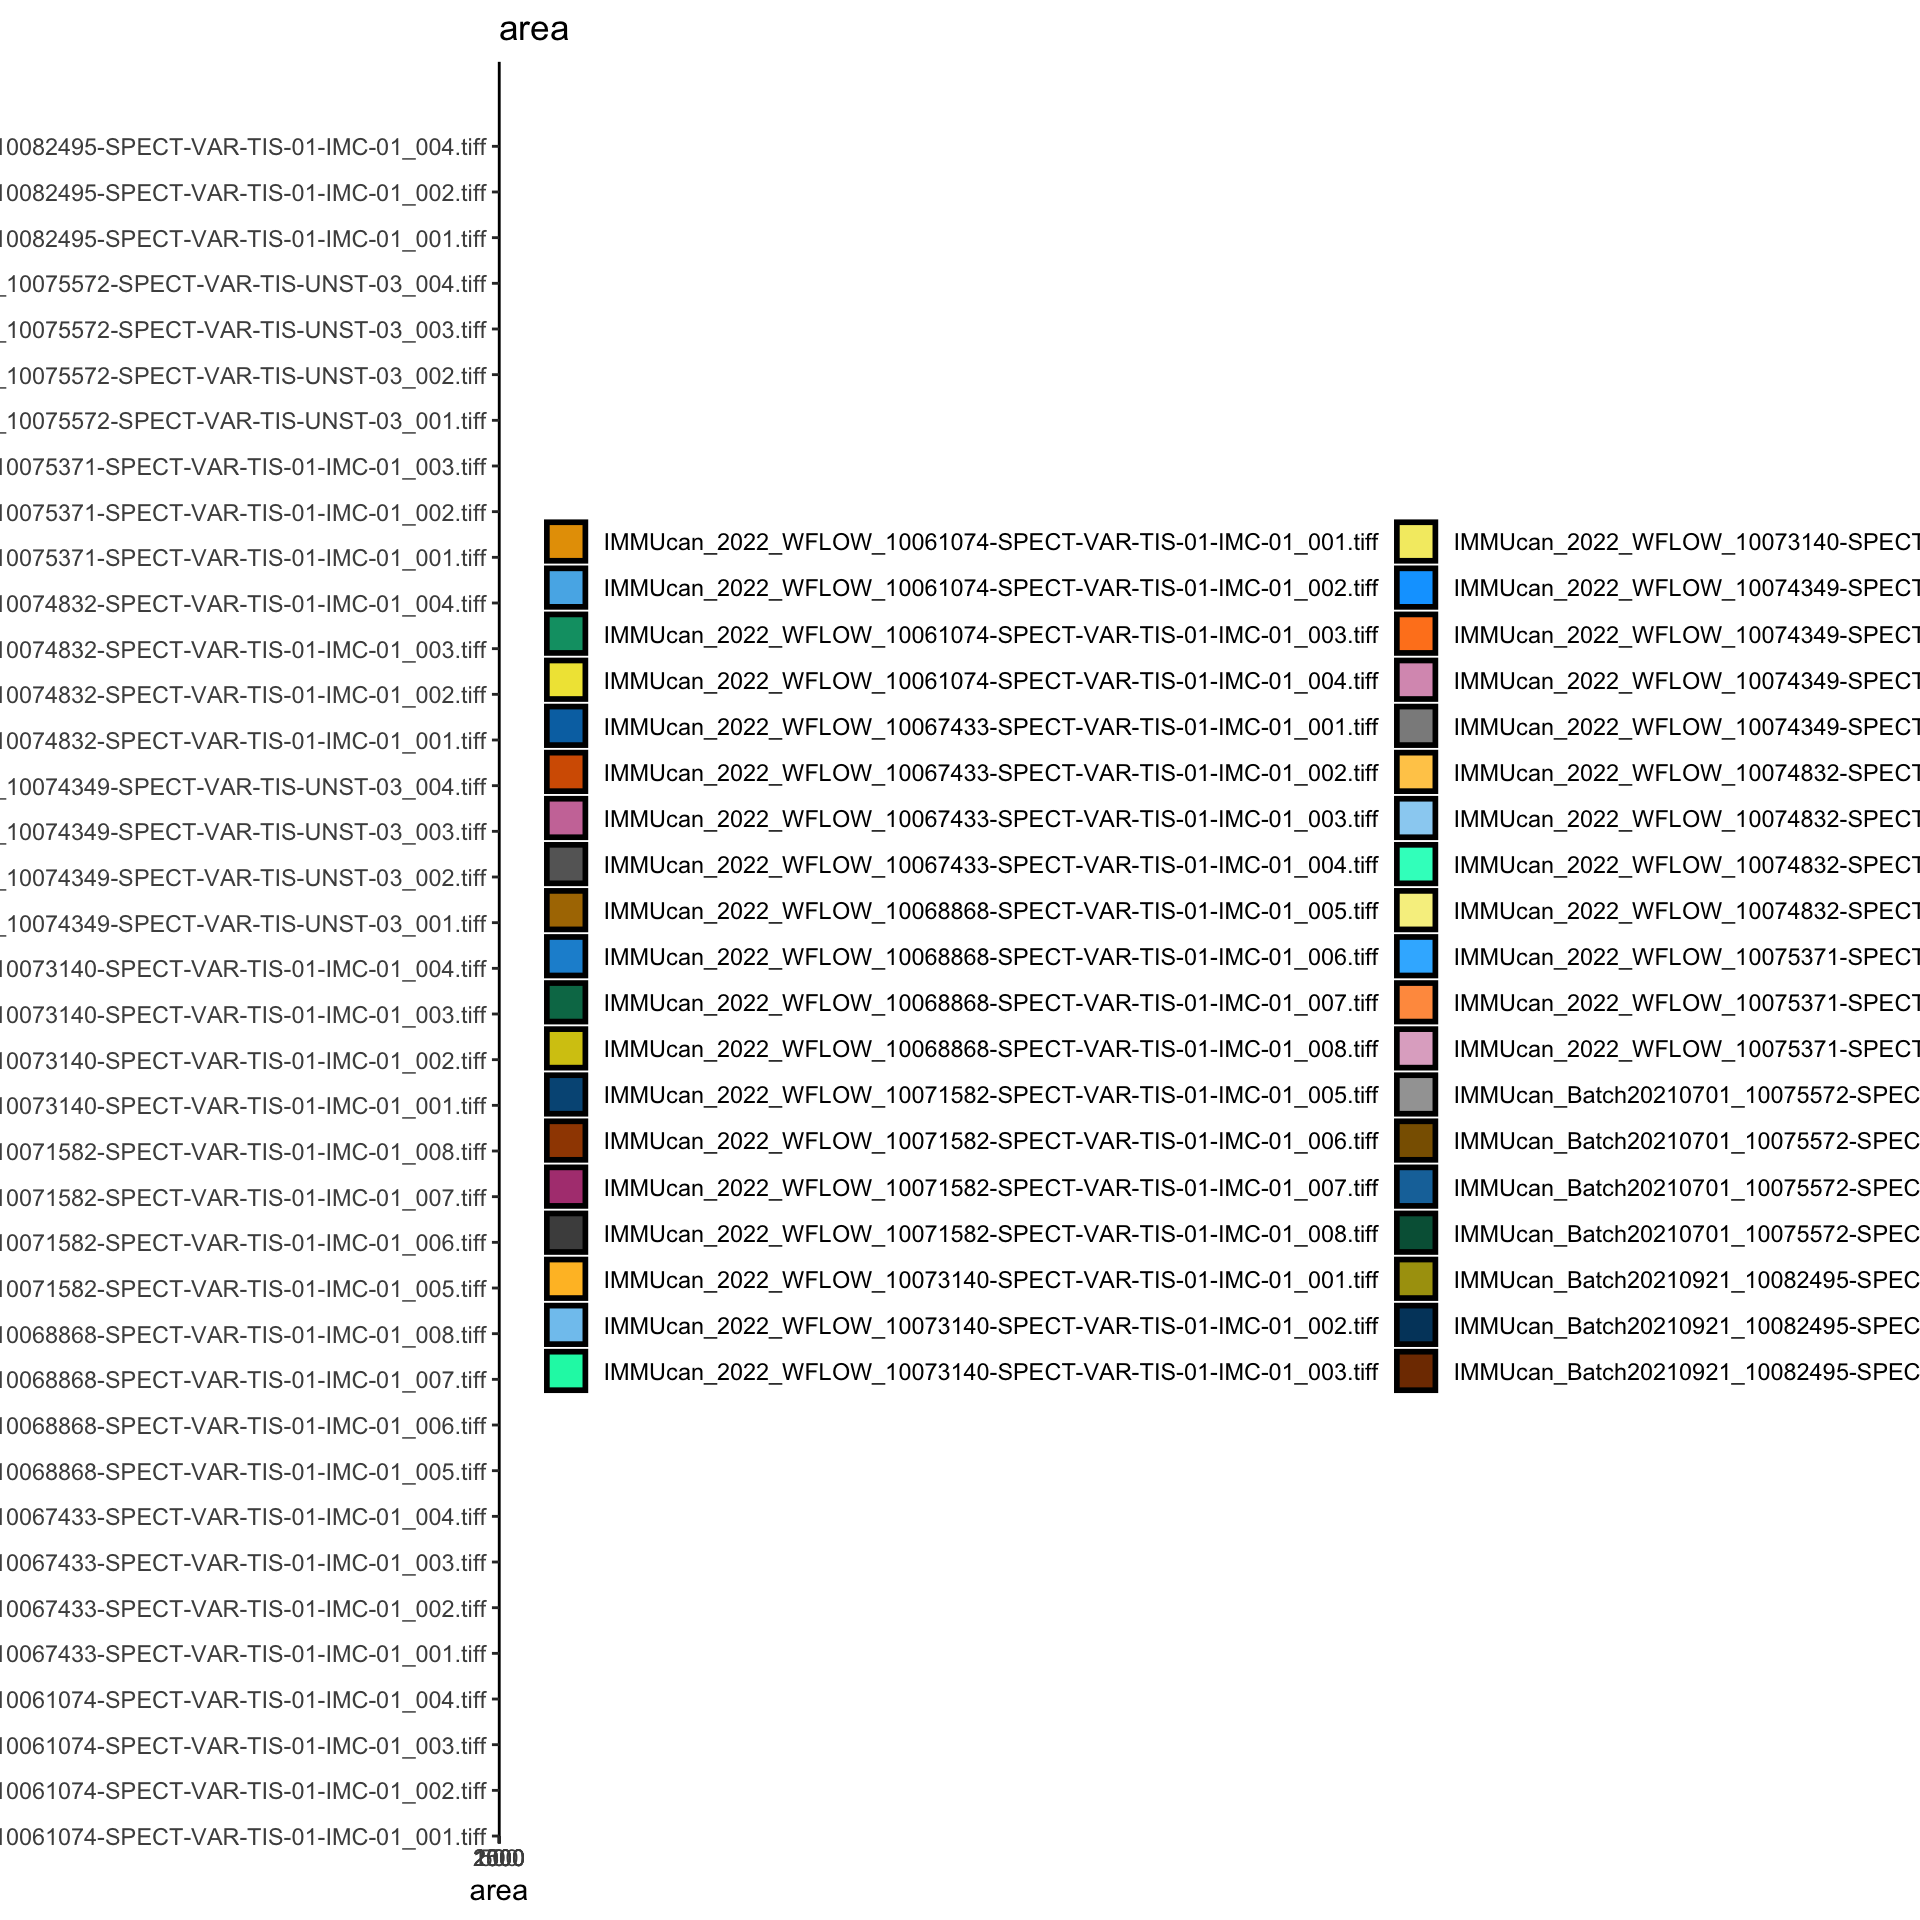 area
10082495-SPECT-VAR-TIS-01-IMC-01_004.tiff
10082495-SPECT-VAR-TIS-01-IMC-01_002.tiff
10082495-SPECT-VAR-TIS-01-IMC-01_001.tiff
_10075572-SPECT-VAR-TIS-UNST-03_004.tiff
_10075572-SPECT-VAR-TIS-UNST-03_003.tiff
_10075572-SPECT-VAR-TIS-UNST-03_002.tiff
_10075572-SPECT-VAR-TIS-UNST-03_001.tiff
10075371-SPECT-VAR-TIS-01-IMC-01_003.tiff
10075371-SPECT-VAR-TIS-01-IMC-01_002.tiff
10075371-SPECT-VAR-TIS-01-IMC-01_001.tiff
10074832-SPECT-VAR-TIS-01-IMC-01_004.tiff
10074832-SPECT-VAR-TIS-01-IMC-01_003.tiff
10074832-SPECT-VAR-TIS-01-IMC-01_002.tiff
10074832-SPECT-VAR-TIS-01-IMC-01_001.tiff
_10074349-SPECT-VAR-TIS-UNST-03_004.tiff
_10074349-SPECT-VAR-TIS-UNST-03_003.tiff
_10074349-SPECT-VAR-TIS-UNST-03_002.tiff
_10074349-SPECT-VAR-TIS-UNST-03_001.tiff
10073140-SPECT-VAR-TIS-01-IMC-01_004.tiff
10073140-SPECT-VAR-TIS-01-IMC-01_003.tiff
10073140-SPECT-VAR-TIS-01-IMC-01_002.tiff
10073140-SPECT-VAR-TIS-01-IMC-01_001.tiff
10071582-SPECT-VAR-TIS-01-IMC-01_008.tiff
10071582-SPECT-VAR-TIS-01-IMC-01_007.tiff
10071582-SPECT-VAR-TIS-01-IMC-01_006.tiff
10071582-SPECT-VAR-TIS-01-IMC-01_005.tiff
10068868-SPECT-VAR-TIS-01-IMC-01_008.tiff
10068868-SPECT-VAR-TIS-01-IMC-01_007.tiff
10068868-SPECT-VAR-TIS-01-IMC-01_006.tiff
10068868-SPECT-VAR-TIS-01-IMC-01_005.tiff
10067433-SPECT-VAR-TIS-01-IMC-01_004.tiff
10067433-SPECT-VAR-TIS-01-IMC-01_003.tiff
10067433-SPECT-VAR-TIS-01-IMC-01_002.tiff
10067433-SPECT-VAR-TIS-01-IMC-01_001.tiff
10061074-SPECT-VAR-TIS-01-IMC-01_004.tiff
10061074-SPECT-VAR-TIS-01-IMC-01_003.tiff
10061074-SPECT-VAR-TIS-01-IMC-01_002.tiff
10061074-SPECT-VAR-TIS-01-IMC-01_001.tiff
area
IMMUcan_2022_WFLOW_10061074-SPECT-VAR-TIS-01-IMC-01_001.tiff
IMMUcan_2022_WFLOW_10061074-SPECT-VAR-TIS-01-IMC-01_002.tiff
IMMUcan_2022_WFLOW_10061074-SPECT-VAR-TIS-01-IMC-01_003.tiff
IMMUcan_2022_WFLOW_10061074-SPECT-VAR-TIS-01-IMC-01_004.tiff
IMMUcan_2022_WFLOW_10067433-SPECT-VAR-TIS-01-IMC-01_001.tiff
IMMUcan_2022_WFLOW_10067433-SPECT-VAR-TIS-01-IMC-01_002.tiff
IMMUcan_2022_WFLOW_10067433-SPECT-VAR-TIS-01-IMC-01_003.tiff
IMMUcan_2022_WFLOW_10067433-SPECT-VAR-TIS-01-IMC-01_004.tiff
IMMUcan_2022_WFLOW_10068868-SPECT-VAR-TIS-01-IMC-01_005.tiff
IMMUcan_2022_WFLOW_10068868-SPECT-VAR-TIS-01-IMC-01_006.tiff
IMMUcan_2022_WFLOW_10068868-SPECT-VAR-TIS-01-IMC-01_007.tiff
IMMUcan_2022_WFLOW_10068868-SPECT-VAR-TIS-01-IMC-01_008.tiff
IMMUcan_2022_WFLOW_10071582-SPECT-VAR-TIS-01-IMC-01_005.tiff
IMMUcan_2022_WFLOW_10071582-SPECT-VAR-TIS-01-IMC-01_006.tiff
IMMUcan_2022_WFLOW_10071582-SPECT-VAR-TIS-01-IMC-01_007.tiff
IMMUcan_2022_WFLOW_10071582-SPECT-VAR-TIS-01-IMC-01_008.tiff
IMMUcan_2022_WFLOW_10073140-SPECT-VAR-TIS-01-IMC-01_001.tiff
IMMUcan_2022_WFLOW_10073140-SPECT-VAR-TIS-01-IMC-01_002.tiff
IMMUcan_2022_WFLOW_10073140-SPECT-VAR-TIS-01-IMC-01_003.tiff
IMMUcan_2022_WFLOW_10073140-SPECT
IMMUcan_2022_WFLOW_10074349-SPECT
IMMUcan_2022_WFLOW_10074349-SPECT
IMMUcan_2022_WFLOW_10074349-SPECT
IMMUcan_2022_WFLOW_10074349-SPECT
IMMUcan_2022_WFLOW_10074832-SPECT
IMMUcan_2022_WFLOW_10074832-SPECT
IMMUcan_2022_WFLOW_10074832-SPECT
IMMUcan_2022_WFLOW_10074832-SPECT
IMMUcan_2022_WFLOW_10075371-SPECT
IMMUcan_2022_WFLOW_10075371-SPECT
IMMUcan_2022_WFLOW_10075371-SPECT
IMMUcan_Batch20210701_10075572-SPEC
IMMUcan_Batch20210701_10075572-SPEC
IMMUcan_Batch20210701_10075572-SPEC
IMMUcan_Batch20210701_10075572-SPEC
IMMUcan_Batch20210921_10082495-SPEC
IMMUcan_Batch20210921_10082495-SPEC
IMMUcan_Batch20210921_10082495-SPEC